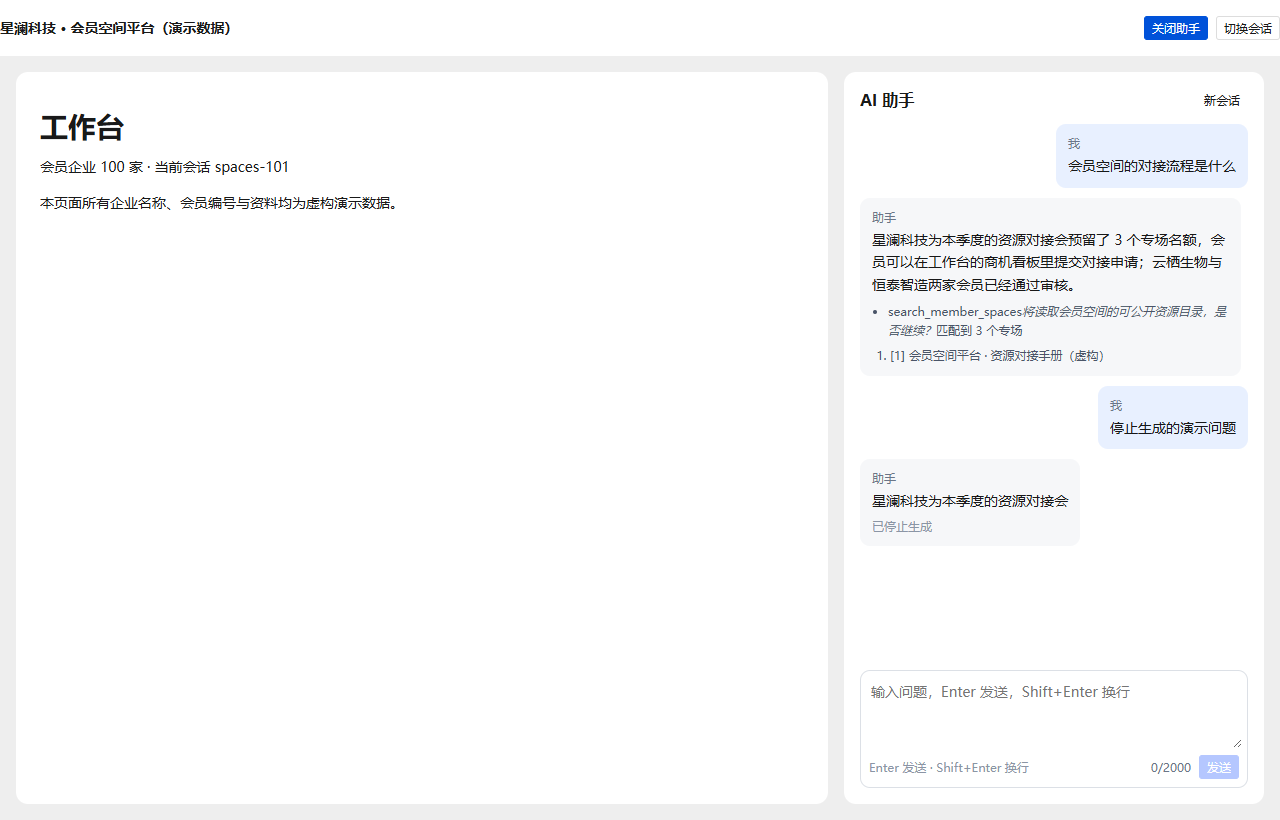 星澜科技 • 会员空间平台（演示数据）
关闭助手
切换会话
工作台
会员企业 100 家 · 当前会话 spaces-101
本页面所有企业名称、会员编号与资料均为虚构演示数据。
AI 助手
新会话
我
会员空间的对接流程是什么
助手
星澜科技为本季度的资源对接会预留了 3 个专场名额，会
员可以在工作台的商机看板里提交对接申请；云栖生物与
恒泰智造两家会员已经通过审核。
• search_member_spaces将读取会员空间的可公开资源目录，是
否继续？匹配到 3 个专场
1. [1] 会员空间平台 · 资源对接手册（虚构）
我
停止生成的演示问题
助手
星澜科技为本季度的资源对接会
已停止生成
输入问题，Enter 发送，Shift+Enter 换行
Enter 发送 · Shift+Enter 换行
0/2000
发送